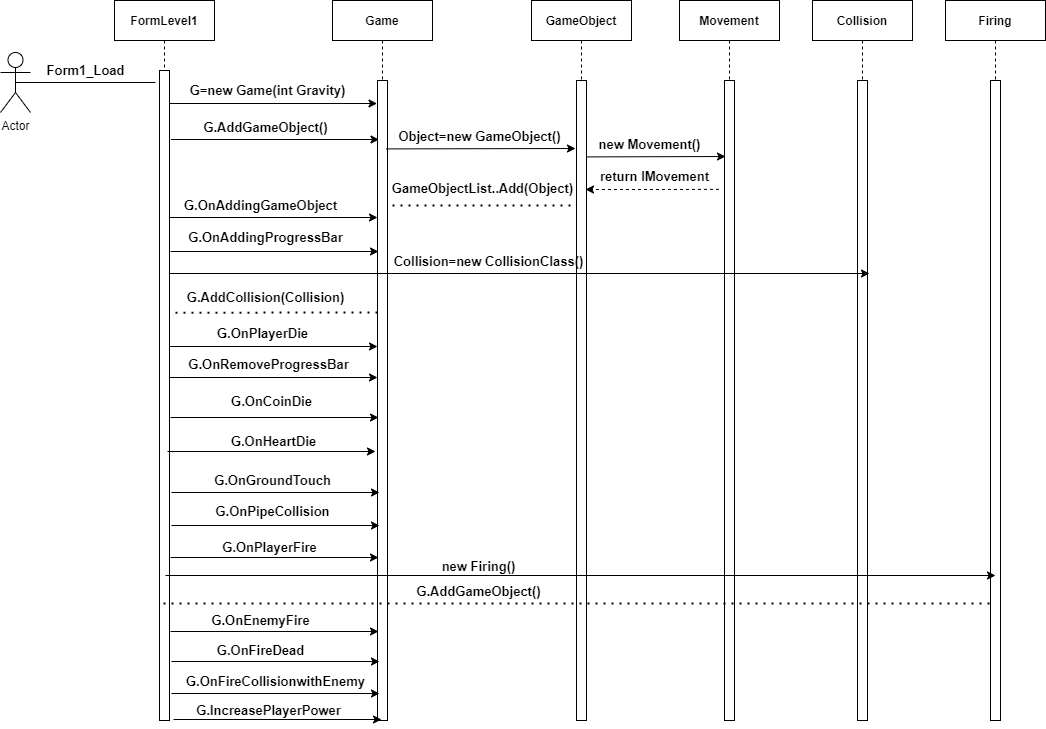 FormLevel1
Game
GameObject
Movement
Collision
Firing
Form1_Load
Actor
G=new Game(int Gravity)
G.AddGameObject()
Object=new GameObject()
new Movement()
return IMovement
GameObjectList..Add(Object)
G.OnAddingGameObject
G.OnAddingProgressBar
Collision=new CollisionClass()
G.AddCollision(Collision)
G.OnPlayerDie
G.OnRemoveProgressBar
G.OnCoinDie
G.OnHeartDie
G.OnGroundTouch
G.OnPipeCollision
G.OnPlayerFire
new Firing()
G.AddGameObject()
G.OnEnemyFire
G.OnFireDead
G.OnFireCollisionwithEnemy
G.IncreasePlayerPower